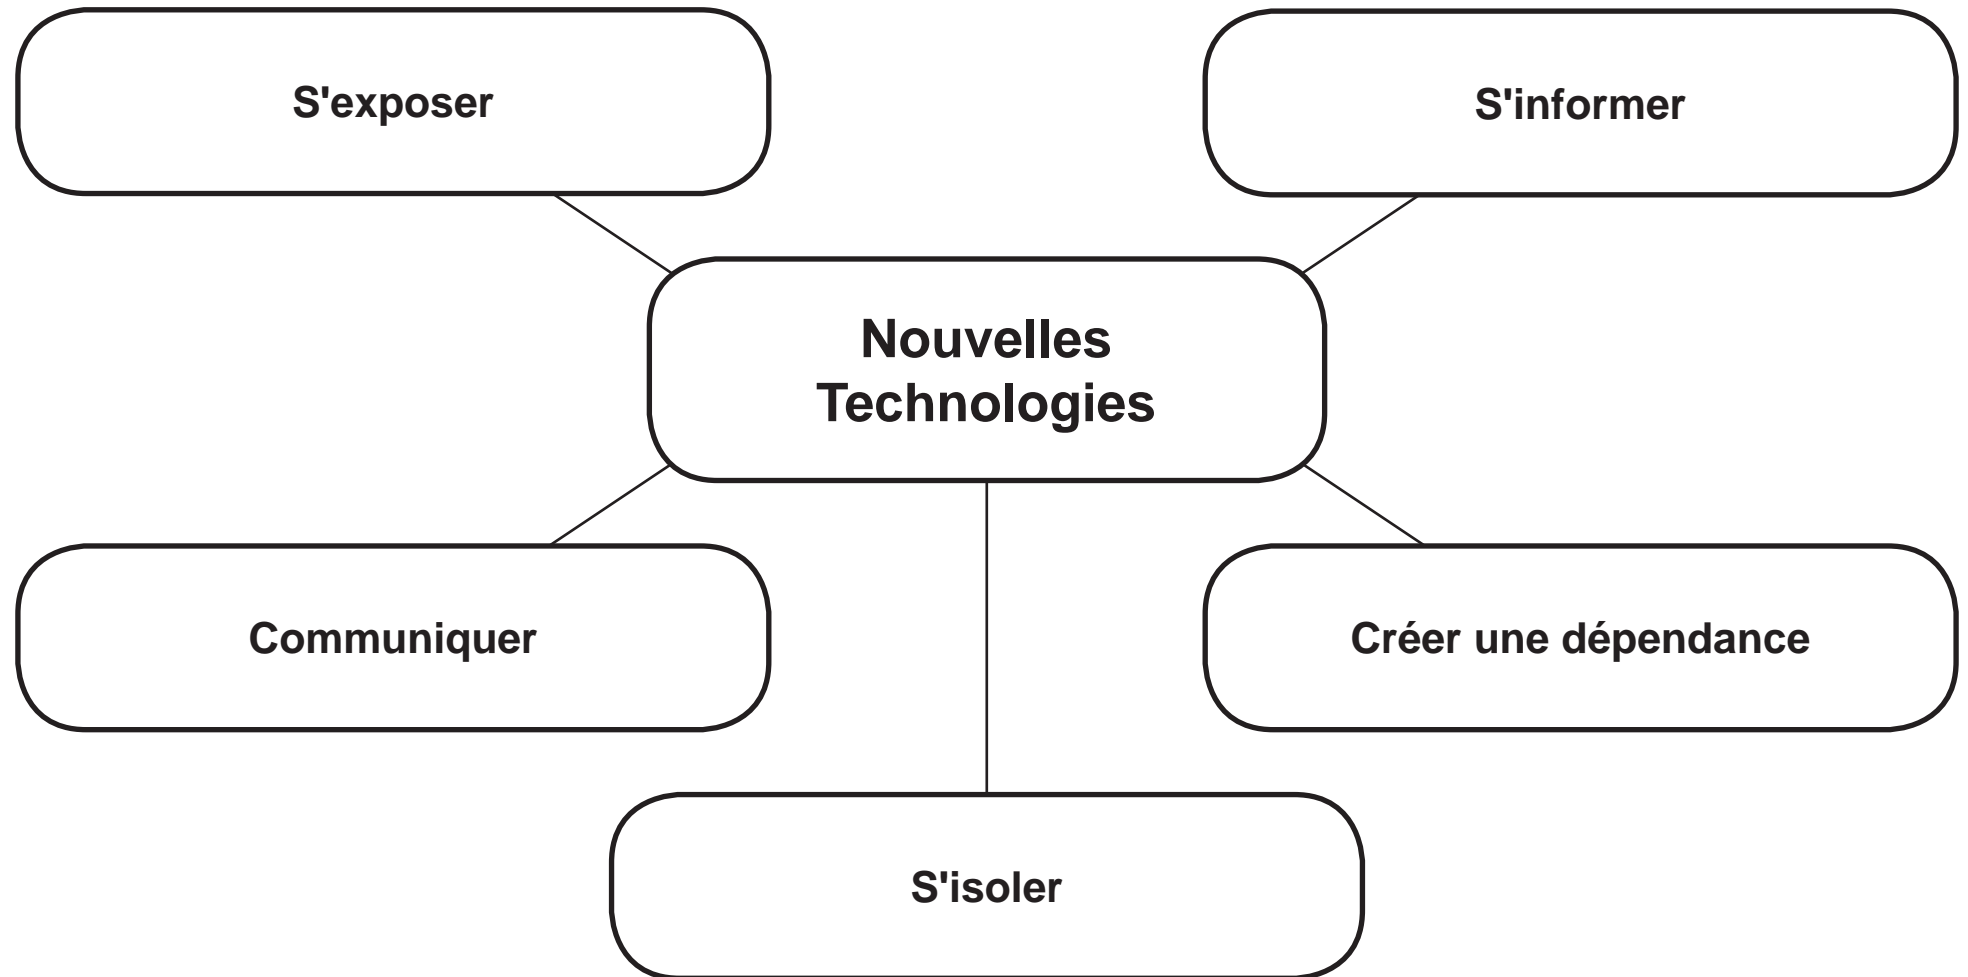 S'exposer
S'informer
Nouvelles
Technologies
Communiquer
Créer une dépendance
S'isoler